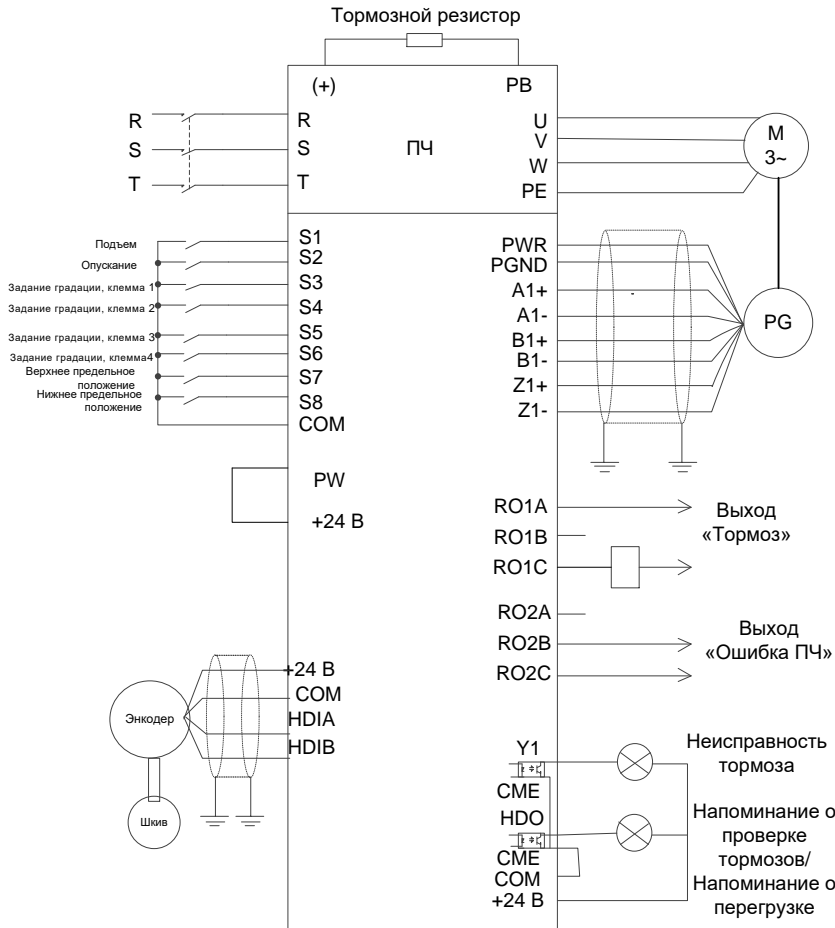 Тормозной резистор
(+)
PB
R
S
T
R
S
T
ПЧ
U
V
W
PE
M
3~
Подъем
Опускание
Задание градации, клемма 1
Задание градации, клемма 2
Задание градации, клемма 3
Задание градации, клемма4
Верхнее предельное
положение
Нижнее предельное
положение
S1
S2
S3
S4
S5
S6
S7
S8
COM
PW
+24 В
PWR
PGND
A1+
A1-
B1+
B1-
Z1+
Z1-
PG
RO1A
RO1B
RO1C
Выход
«Тормоз»
RO2A
RO2B
RO2C
Выход
«Ошибка ПЧ»
Энкодер
Шкив
+24 В
COM
HDIA
HDIB
Y1
CME
HDO
CME
COM
+24 В
Неисправность
тормоза
Напоминание о
проверке
тормозов/
Напоминание о
перегрузке